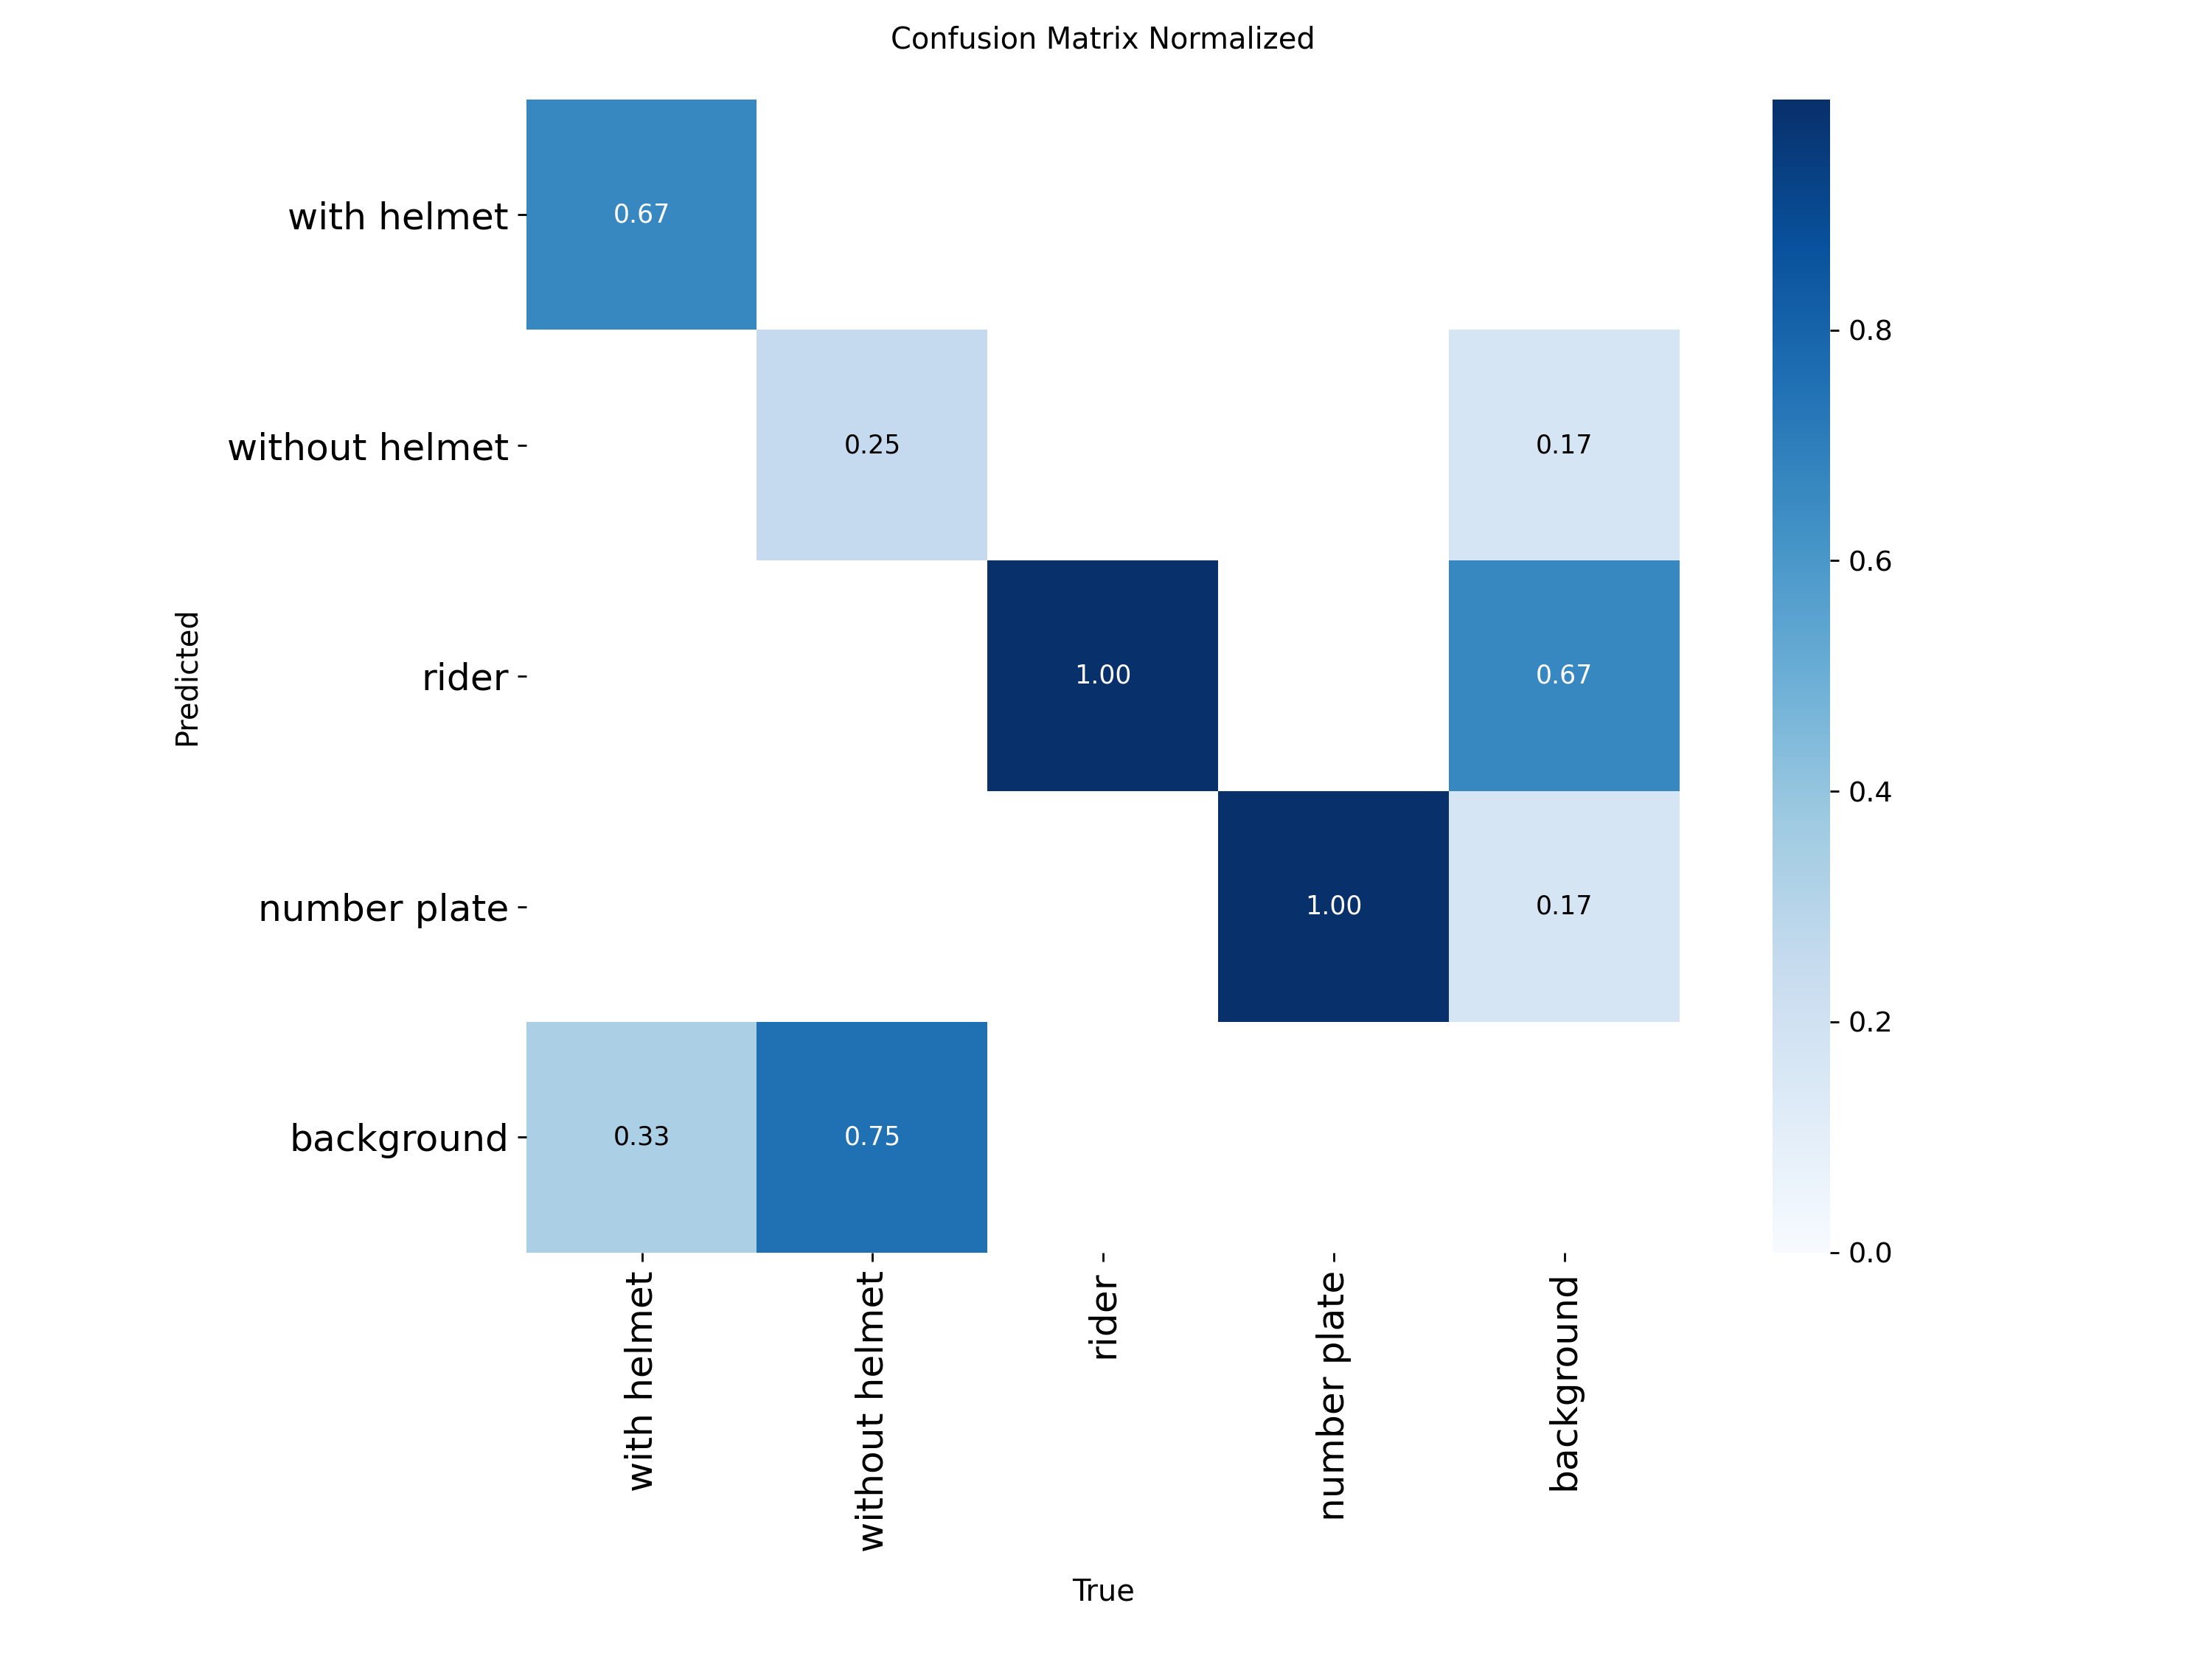 Confusion Matrix Normalized
with helmet
0.67
without helmet
0.25
0.17
rider
1.00
0.67
number plate
1.00
0.17
background
0.33
0.75
Predicted
with helmet
without helmet
rider
number plate
background
True
0.8
0.6
0.4
0.2
0.0